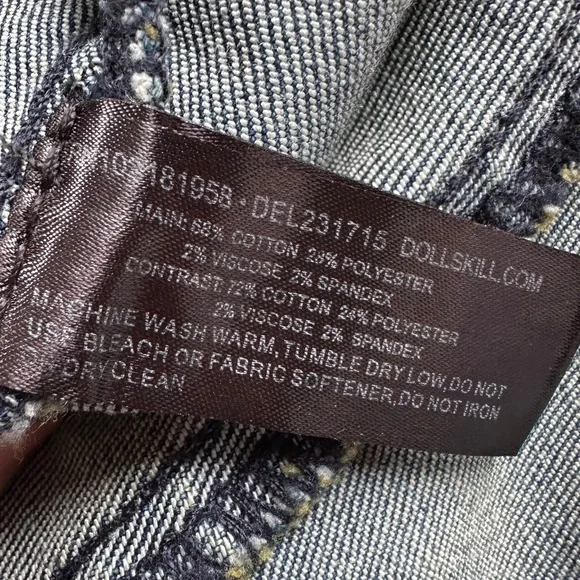 8195B - DEL231715 DOLLSKILL.COM
MAIN: 68% COTTON 28% POLYESTER
2% VISCOSE 2% SPANDEX
CONTRAST: 72% COTTON 24% POLYESTER
2% VISCOSE 2% SPANDEX
MACHINE WASH WARM, TUMBLE DRY LOW, DO NOT
USE BLEACH OR FABRIC SOFTENER, DO NOT IRON
DRYCLEAN